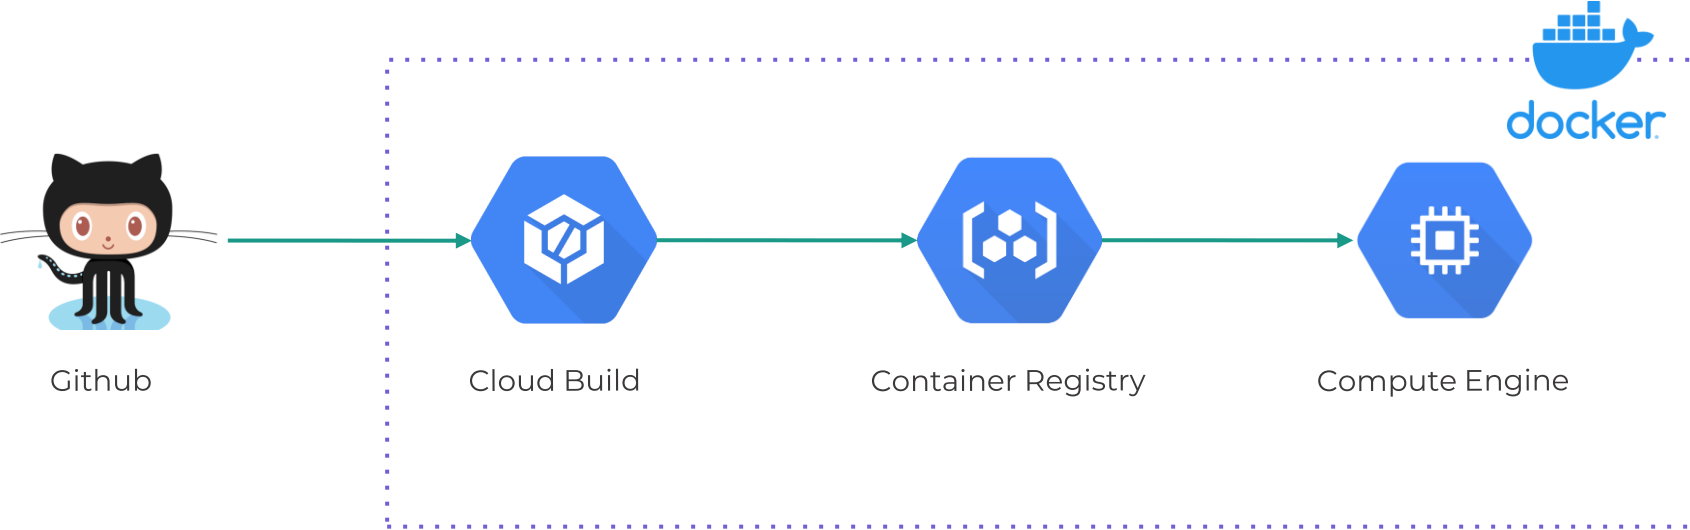 docker
Github
Cloud Build
Container Registry
Compute Engine